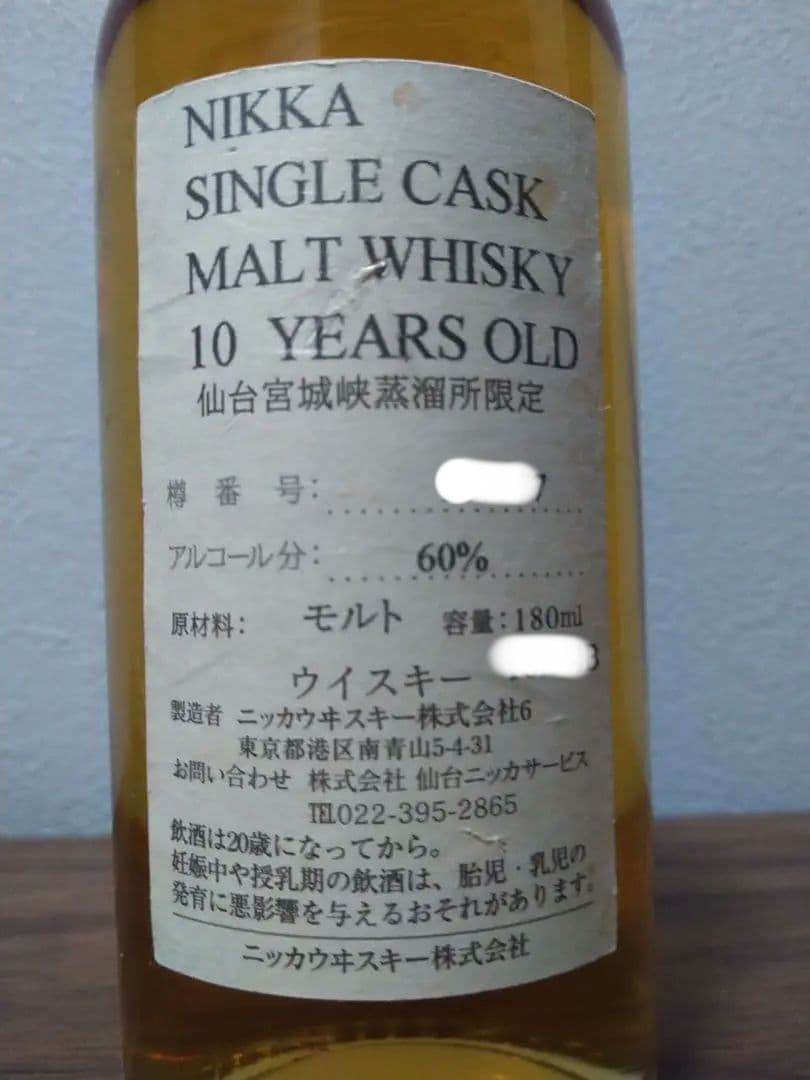 NIKKA
SINGLE CASK
MALT WHISKY
10 YEARS OLD
仙台宮城峡蒸溜所限定
樽番号:
アルコール分: 60%
原材料: モルト 容量:180ml
ウイスキー
製造者 ニッカウヰスキー株式会社6
東京都港区南青山5-4-31
お問い合わせ 株式会社 仙台ニッカサービス
TEL022-395-2865
飲酒は20歳になってから。
妊娠中や授乳期の飲酒は、胎児・乳児の
発育に悪影響を与えるおそれがあります。
ニッカウヰスキー株式会社